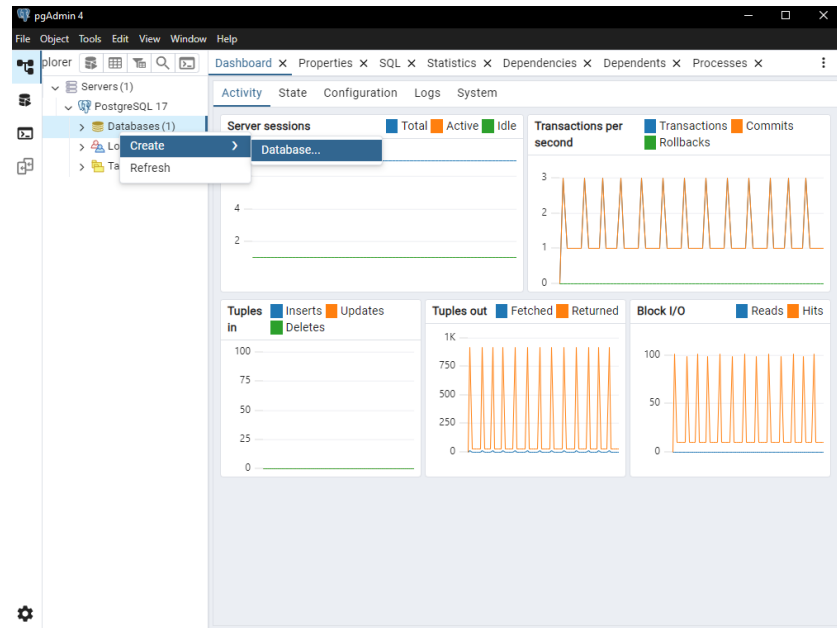 pgAdmin 4
File Object Tools Edit View Window Help
plorer
Dashboard Properties SQL Statistics Dependencies Dependents Processes
Servers (1)
PostgreSQL 17
Databases (1)
Lo
Ta
Create
Refresh
Database...
Activity State Configuration Logs System
Server sessions
Total Active Idle
4
2
Transactions per second
Transactions Commits
Rollbacks
3
2
1
0
Tuples in
Inserts Updates
Deletes
100
75
50
25
0
Tuples out
Fetched Returned
1K
750
500
250
0
Block I/O
Reads Hits
100
50
0